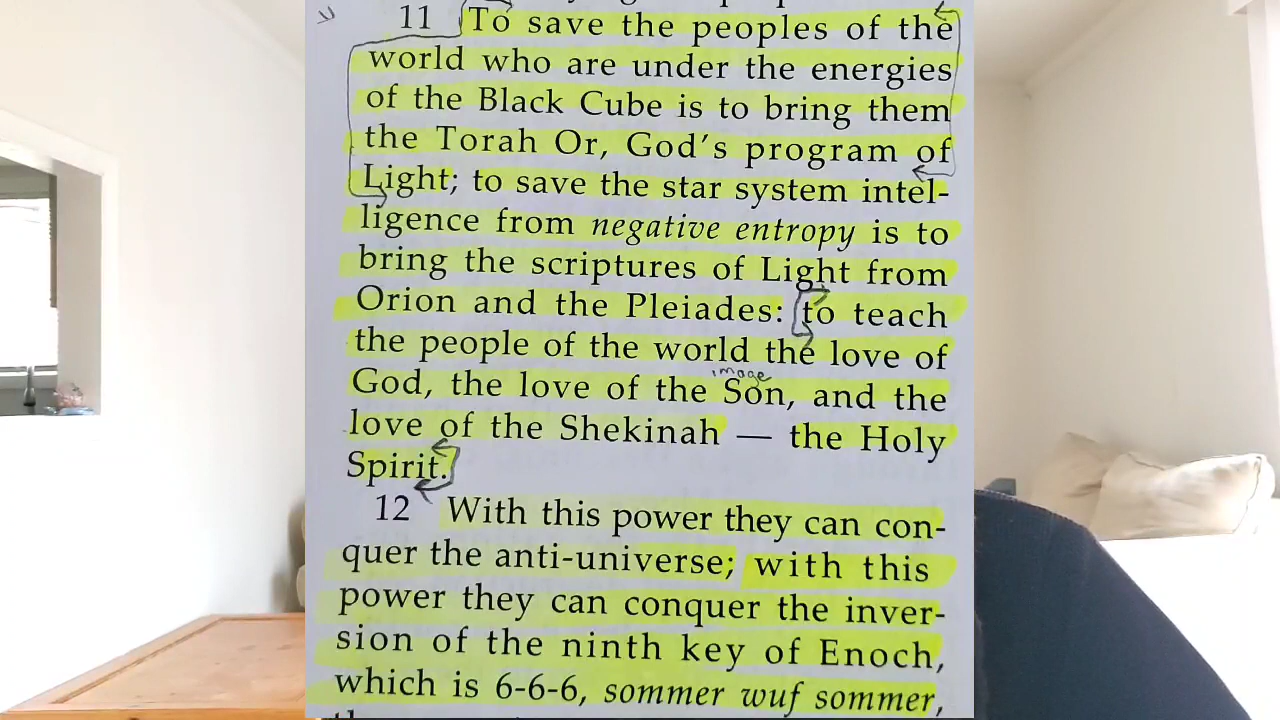 11 To save the peoples of the
world who are under the energies
of the Black Cube is to bring them
the Torah Or, God's program of
Light; to save the star system intel-
ligence from negative entropy is to
bring the scriptures of Light from
Orion and the Pleiades: to teach
the people of the world the love of
image
God, the love of the Son, and the
love of the Shekinah — the Holy
Spirit.
12 With this power they can con-
quer the anti-universe; with this
power they can conquer the inver-
sion of the ninth key of Enoch,
which is 6-6-6, sommer wuf sommer,